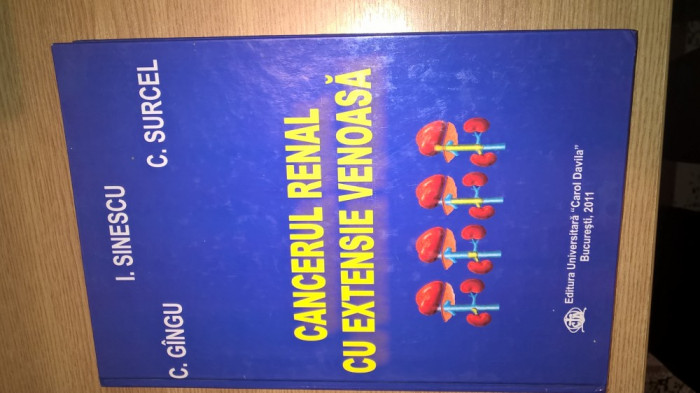 C. GÎNGU
I. SINESCU
C. SURCEL
CANCERUL RENAL
CU EXTENSIE VENOASĂ
Editura Universitară "Carol Davila"
București, 2011